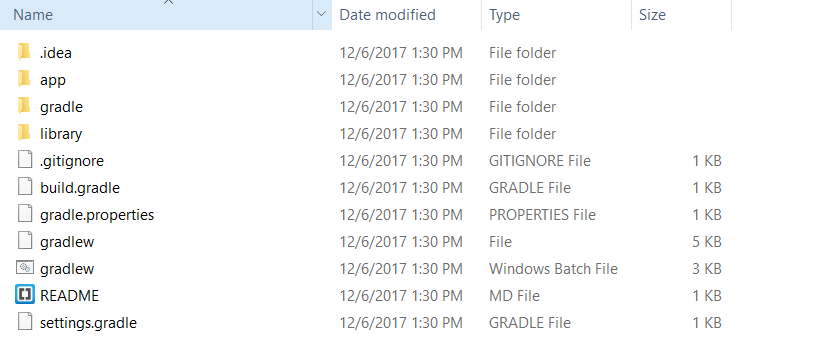 Name Date modified Type Size
.idea 12/6/2017 1:30 PM File folder
app 12/6/2017 1:30 PM File folder
gradle 12/6/2017 1:30 PM File folder
library 12/6/2017 1:30 PM File folder
.gitignore 12/6/2017 1:30 PM GITIGNORE File 1 KB
build.gradle 12/6/2017 1:30 PM GRADLE File 1 KB
gradle.properties 12/6/2017 1:30 PM PROPERTIES File 1 KB
gradlew 12/6/2017 1:30 PM File 5 KB
gradlew 12/6/2017 1:30 PM Windows Batch File 3 KB
README 12/6/2017 1:30 PM MD File 1 KB
settings.gradle 12/6/2017 1:30 PM GRADLE File 1 KB